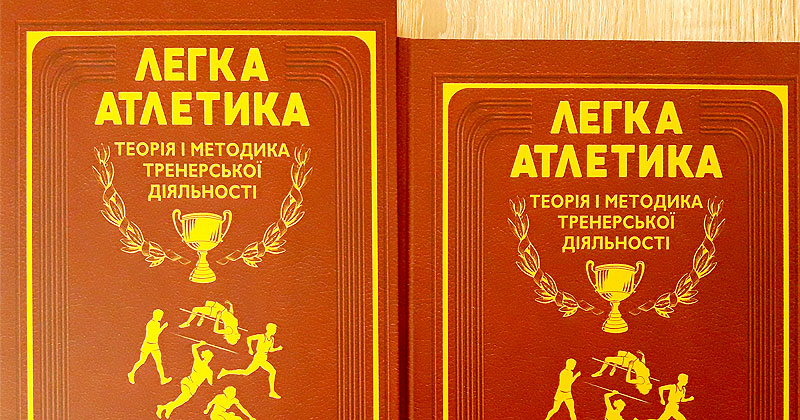 ЛЕГКА
АТЛЕТИКА
ТЕОРІЯ І МЕТОДИКА
ТРЕНЕРСЬКОЇ
ДІЯЛЬНОСТІ
ЛЕГКА
АТЛЕТИКА
ТЕОРІЯ І МЕТОДИКА
ТРЕНЕРСЬКОЇ
ДІЯЛЬНОСТІ